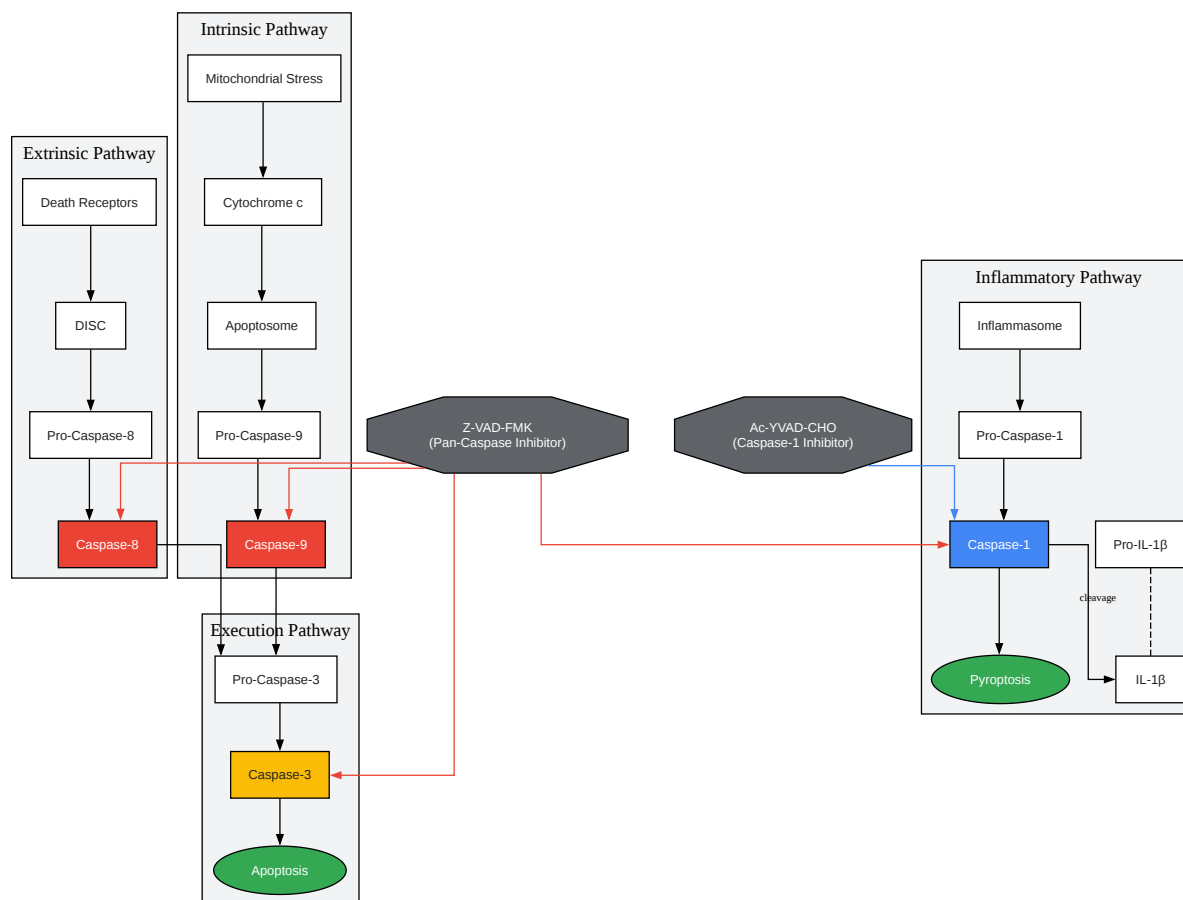 Intrinsic Pathway
Mitochondrial Stress
Extrinsic Pathway
Death Receptors
Cytochrome c
Inflammatory Pathway
DISC
Apoptosome
Inflammasome
Pro-Caspase-8
Pro-Caspase-9
Z-VAD-FMK
(Pan-Caspase Inhibitor)
Ac-YVAD-CHO
(Caspase-1 Inhibitor)
Pro-Caspase-1
Caspase-8
Caspase-9
Caspase-1
Pro-IL-1β
cleavage
Execution Pathway
Pro-Caspase-3
Pyroptosis
IL-1β
Caspase-3
Apoptosis